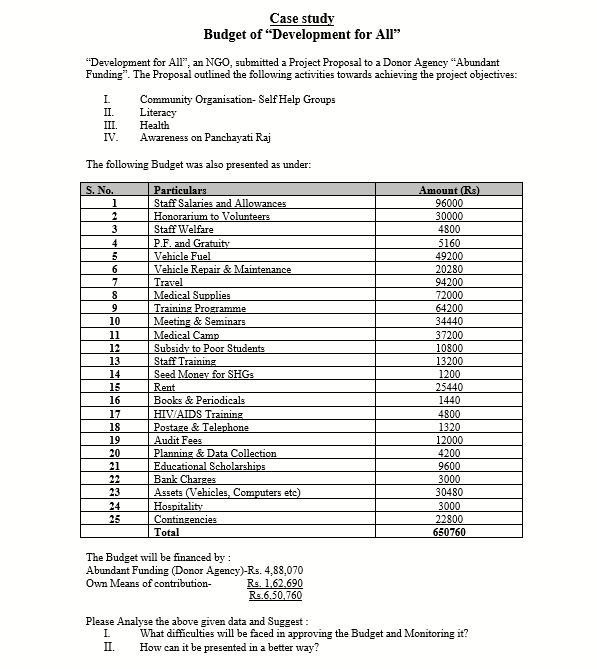 Case study
Budget of “Development for All”
“Development for All”, an NGO, submitted a Project Proposal to a Donor Agency “Abundant
Funding”. The Proposal outlined the following activities towards achieving the project objectives:
I. Community Organisation- Self Help Groups
II. Literacy
III. Health
IV. Awareness on Panchayati Raj
The following Budget was also presented as under:
S. No. Particulars Amount (Rs)
1 Staff Salaries and Allowances 96000
2 Honorarium to Volunteers 30000
3 Staff Welfare 4800
4 P.F. and Gratuity 5160
5 Vehicle Fuel 49200
6 Vehicle Repair & Maintenance 20280
7 Travel 94200
8 Medical Supplies 72000
9 Training Programme 64200
10 Meeting & Seminars 34440
11 Medical Camp 37200
12 Subsidy to Poor Students 10800
13 Staff Training 13200
14 Seed Money for SHGs 1200
15 Rent 25440
16 Books & Periodicals 1440
17 HIV/AIDS Training 4800
18 Postage & Telephone 1320
19 Audit Fees 12000
20 Planning & Data Collection 4200
21 Educational Scholarships 9600
22 Bank Charges 3000
23 Assets (Vehicles, Computers etc) 30480
24 Hospitality 3000
25 Contingencies 22800
Total 650760
The Budget will be financed by :
Abundant Funding (Donor Agency)-Rs. 4,88,070
Own Means of contribution- Rs. 1,62,690
Rs.6,50,760
Please Analyse the above given data and Suggest :
I. What difficulties will be faced in approving the Budget and Monitoring it?
II. How can it be presented in a better way?